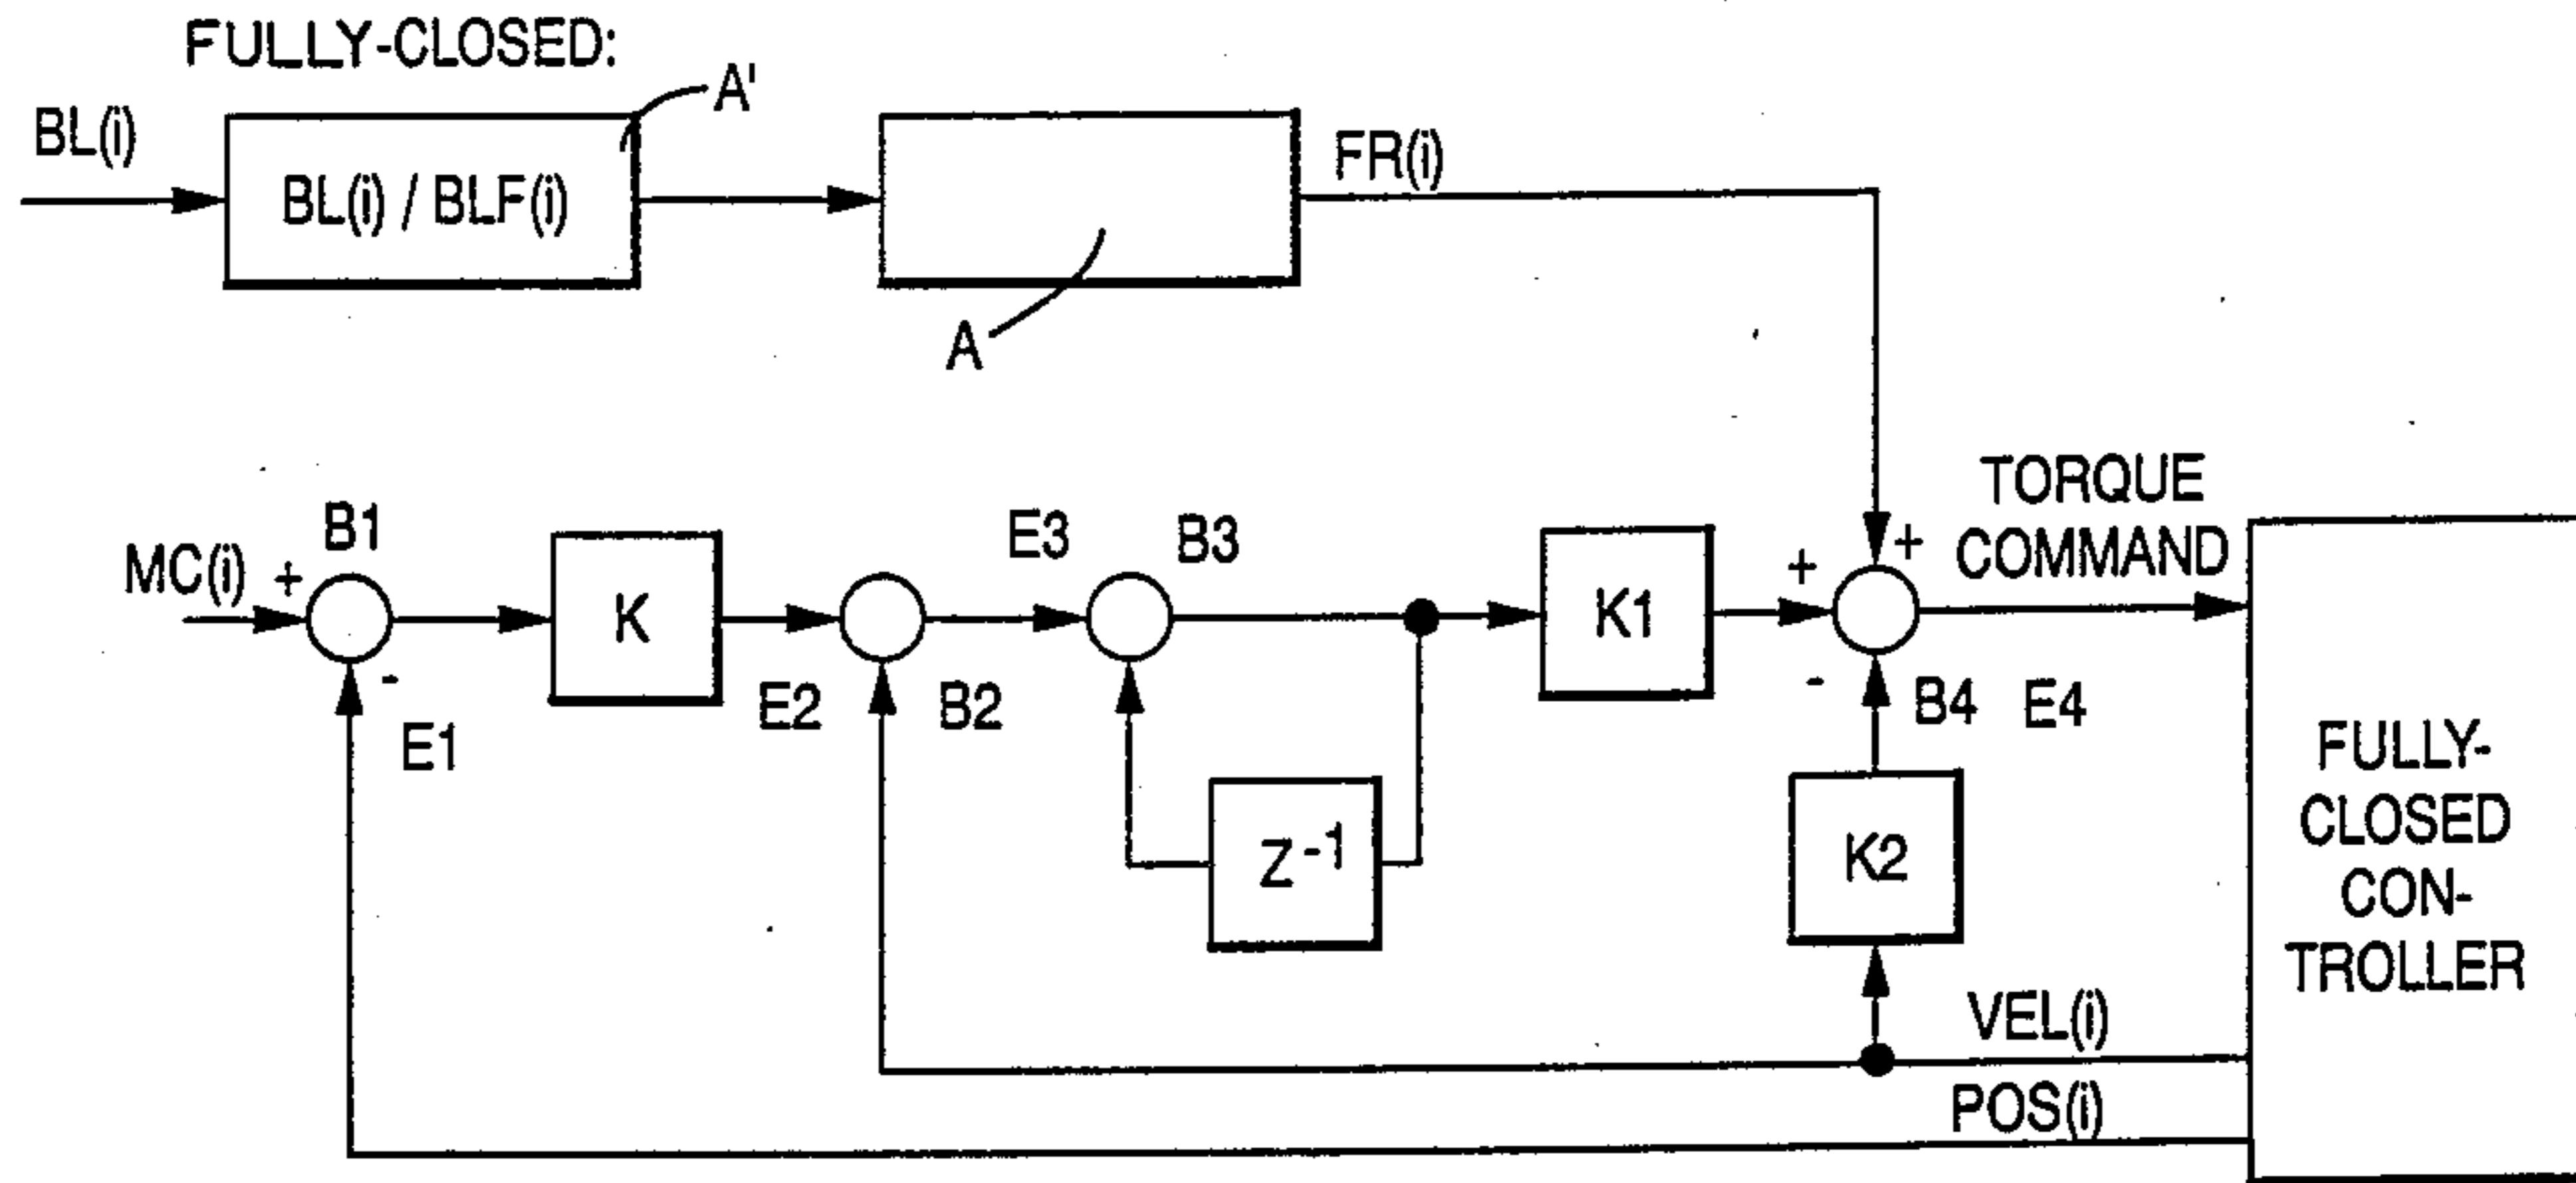 FULLY-CLOSED:
A'
BL(i)
BL(i) / BLF(i)
FR(i)
A
TORQUE
COMMAND
MC(i)
+
B1
-
E1
K
E2
B2
E3
B3
Z-1
K1
+
+
-
B4
E4
K2
VEL(i)
POS(i)
FULLY-
CLOSED
CON-
TROLLER